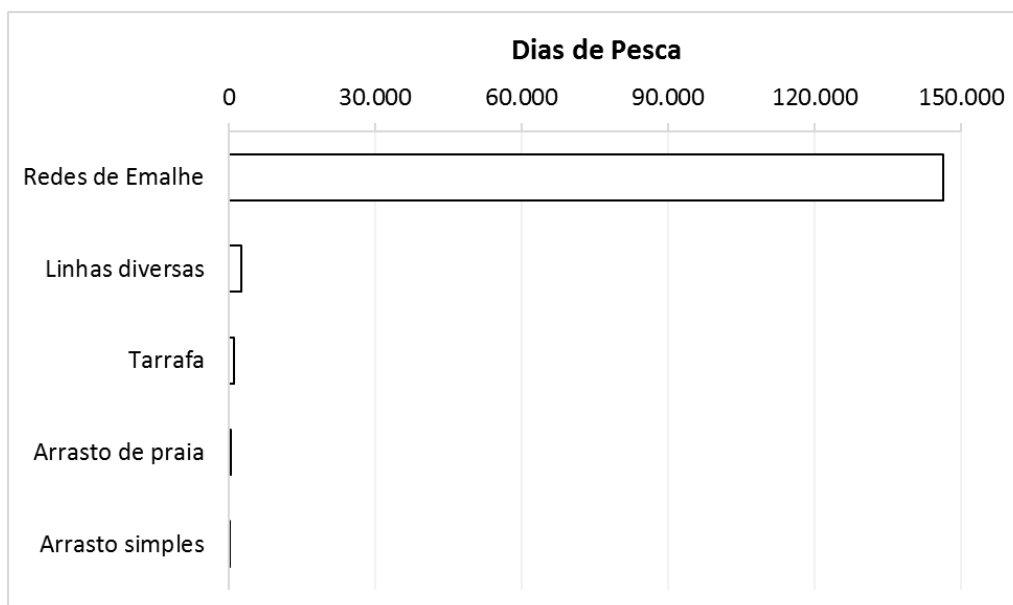 Dias de Pesca
0 30.000 60.000 90.000 120.000 150.000
Redes de Emalhe
Linhas diversas
Tarrafa
Arrasto de praia
Arrasto simples